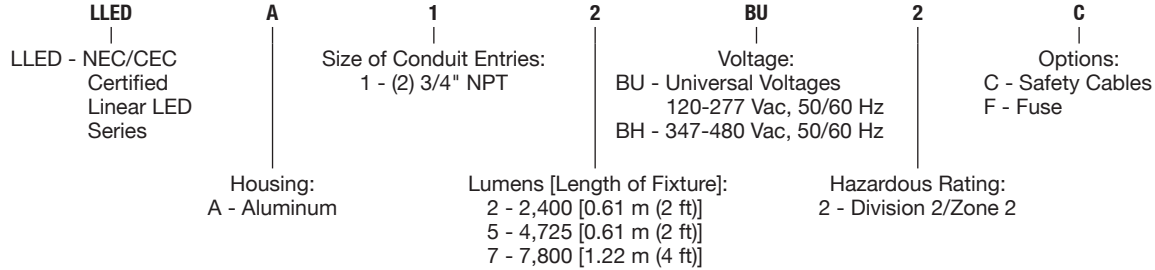 LLED A 1 2 BU 2 C
LLED - NEC/CEC
Certified
Linear LED
Series
Size of Conduit Entries:
1 - (2) 3/4" NPT
Voltage:
BU - Universal Voltages
120-277 Vac, 50/60 Hz
BH - 347-480 Vac, 50/60 Hz
Options:
C - Safety Cables
F - Fuse
Housing:
A - Aluminum
Lumens [Length of Fixture]:
2 - 2,400 [0.61 m (2 ft)]
5 - 4,725 [0.61 m (2 ft)]
7 - 7,800 [1.22 m (4 ft)]
Hazardous Rating:
2 - Division 2/Zone 2